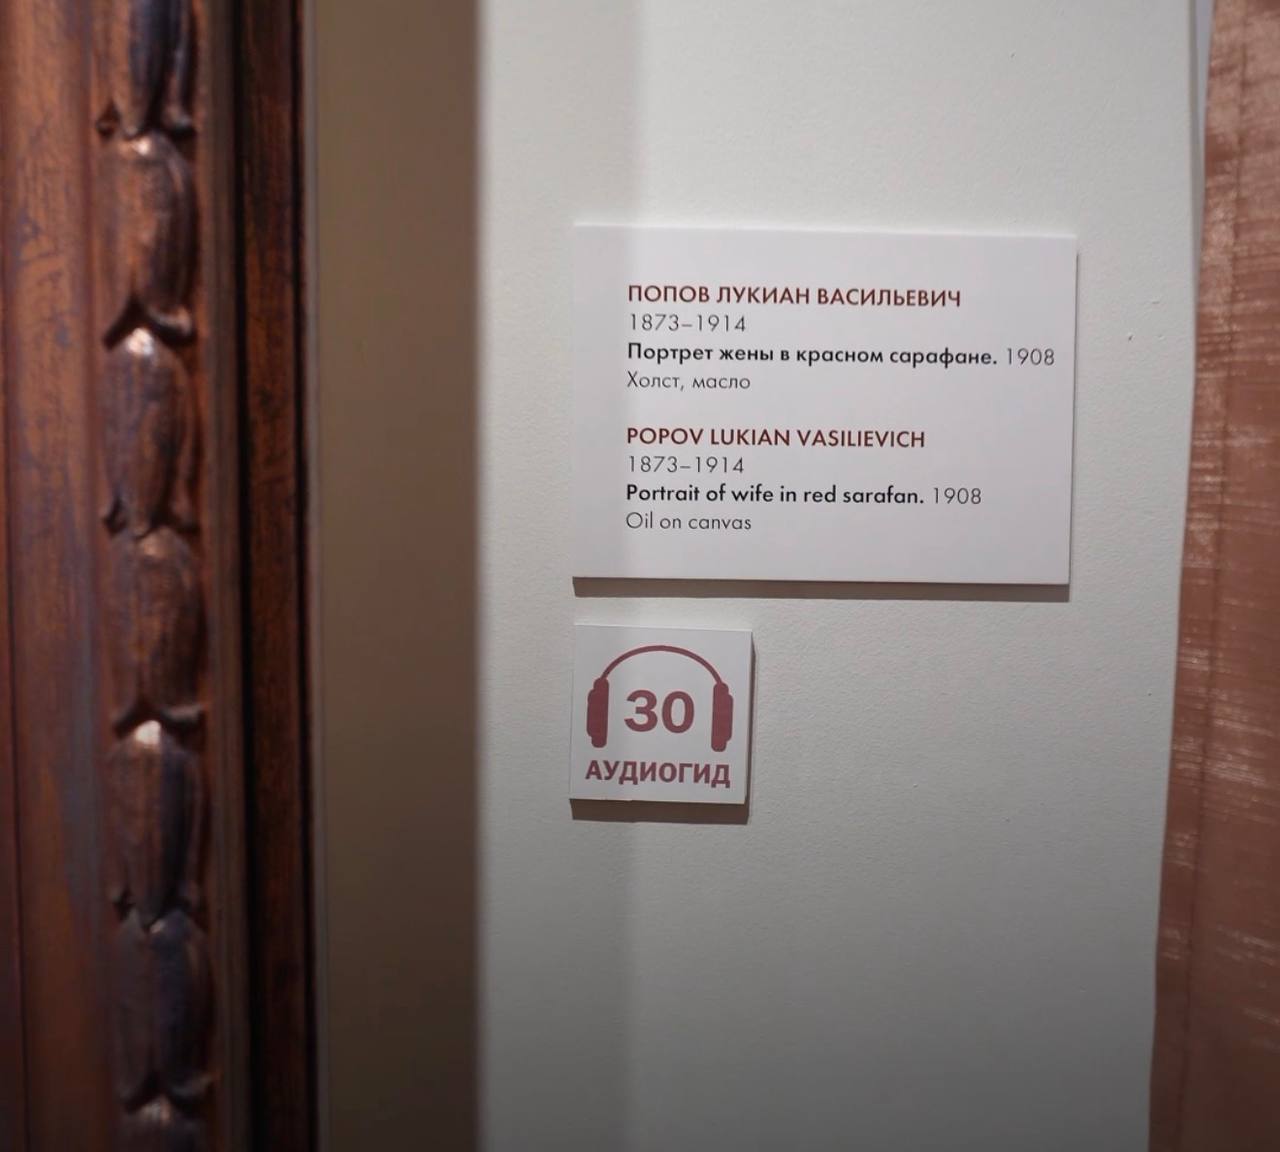 ПОПОВ ЛУКИАН ВАСИЛЬЕВИЧ
1873–1914
Портрет жены в красном сарафане. 1908
Холст, масло
POPOV LUKIAN VASILIEVICH
1873–1914
Portrait of wife in red sarafan. 1908
Oil on canvas
30
АУДИОГИД